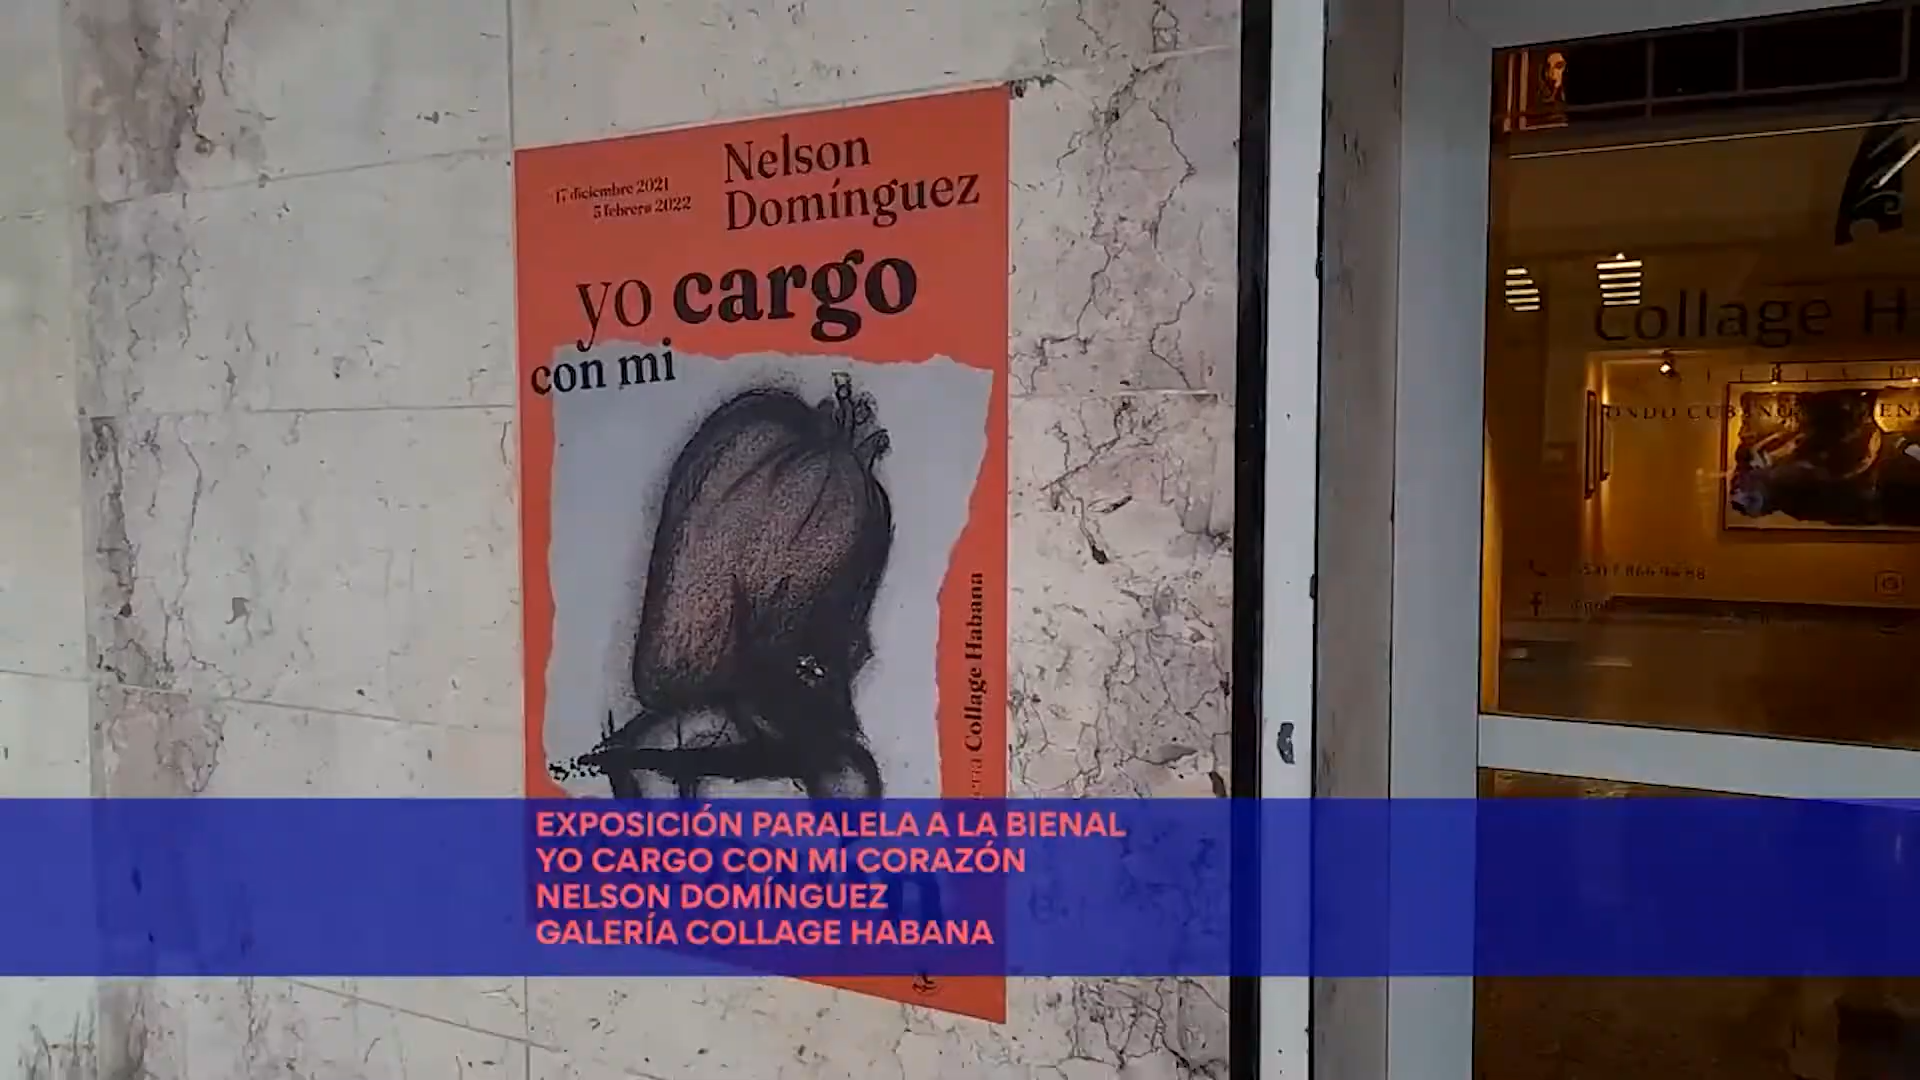 17 diciembre 2021
5 febrero 2022
Nelson
Domínguez
yo cargo
con mi
Collage Habana
Collage H
EXPOSICIÓN PARALELA A LA BIENAL
YO CARGO CON MI CORAZÓN
NELSON DOMÍNGUEZ
GALERÍA COLLAGE HABANA